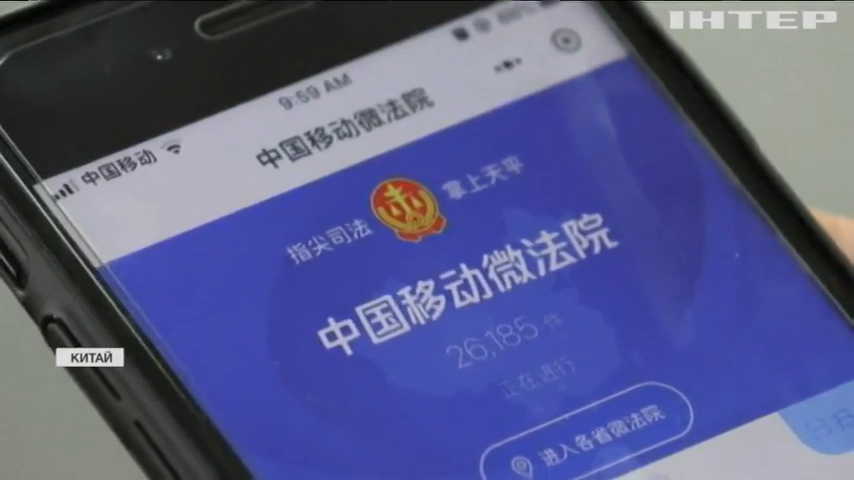 ІНТЕР
9:59 AM
中国移动
中国移动微法院
指尖司法
掌上天平
中国移动微法院
26,185 件
正在进行
进入各省微法院
КИТАЙ